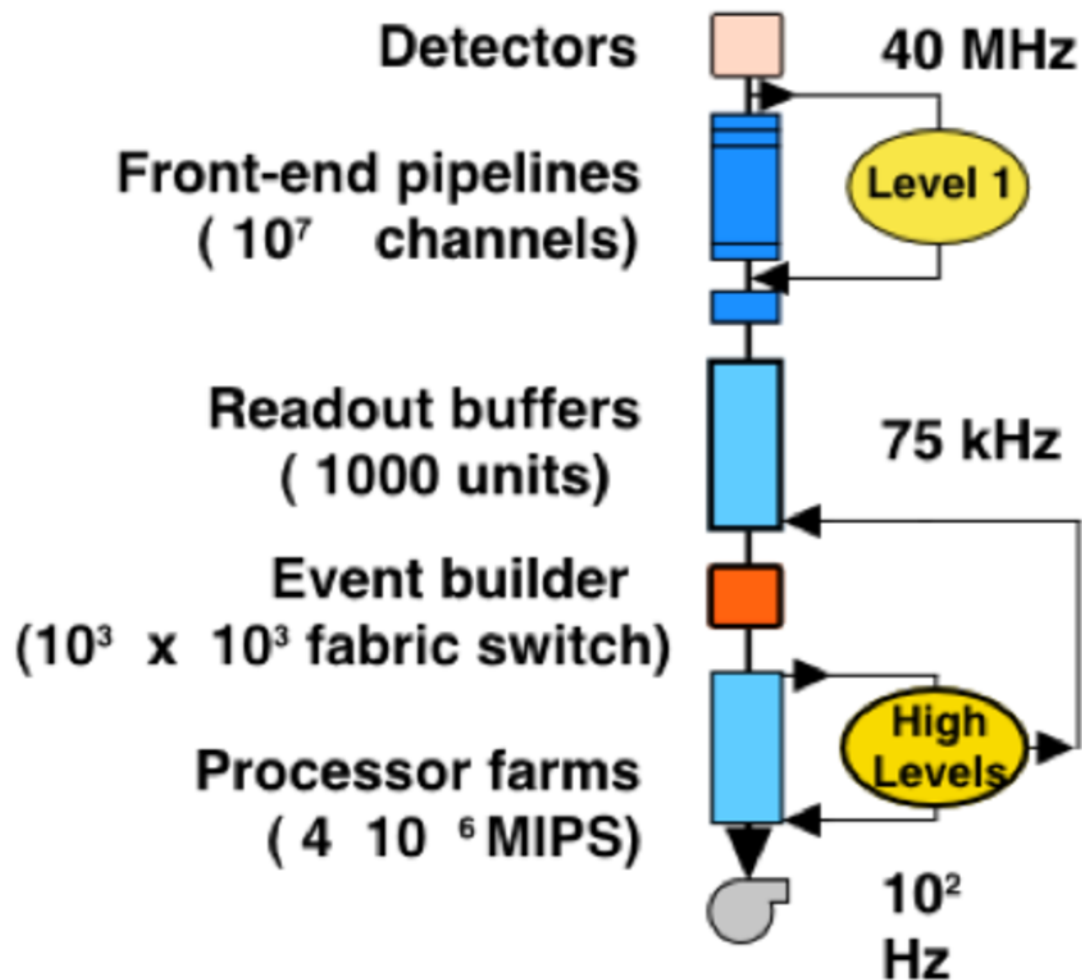 Detectors
40 MHz
Front-end pipelines
( 10⁷ channels)
Level 1
Readout buffers
( 1000 units)
75 kHz
Event builder
(10³ x 10³ fabric switch)
High
Levels
Processor farms
( 4 10 ⁶ MIPS)
10²
Hz